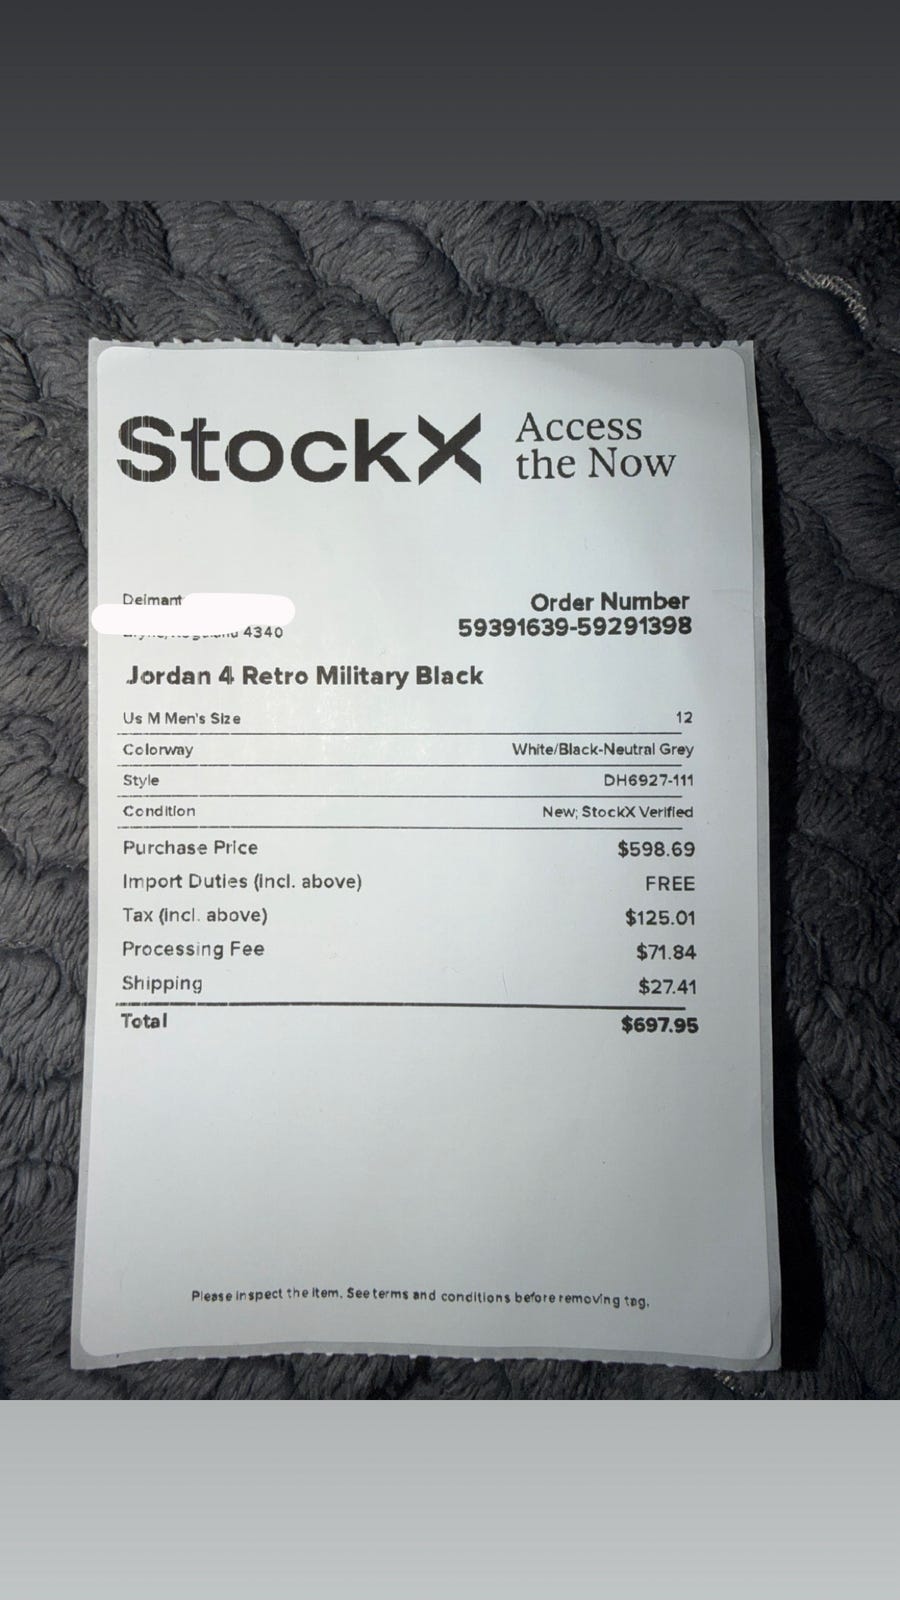 StockX Access
the Now
Deimant
4340
Order Number
59391639-59291398
Jordan 4 Retro Military Black
Us M Men's Size 12
Colorway White/Black-Neutral Grey
Style DH6927-111
Condition New; StockX Verified
Purchase Price $598.69
Import Duties (incl. above) FREE
Tax (incl. above) $125.01
Processing Fee $71.84
Shipping $27.41
Total $697.95
Please inspect the item. See terms and conditions before removing tag.